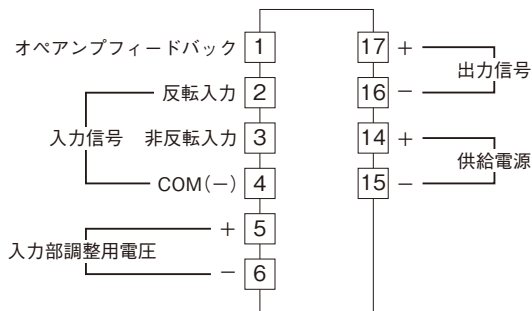 オペアンプフィードバック 1 17 +
出力信号
反転入力 2 16 −
入力信号 非反転入力 3 14 +
供給電源
COM(−) 4 15 −
+ 5
入力部調整用電圧
− 6